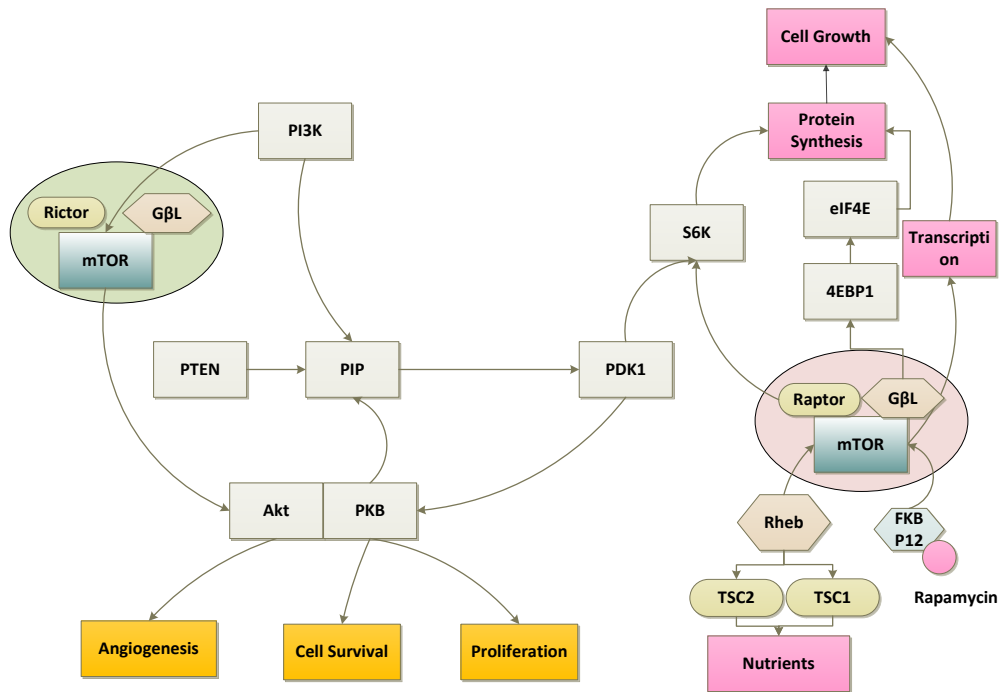 Cell Growth
Protein
Synthesis
PI3K
Rictor
GβL
mTOR
eIF4E
S6K
Transcripti
on
4EBP1
PTEN
PIP
PDK1
Raptor
GβL
mTOR
Akt
PKB
Rheb
FKB
P12
TSC2
TSC1
Rapamycin
Angiogenesis
Cell Survival
Proliferation
Nutrients